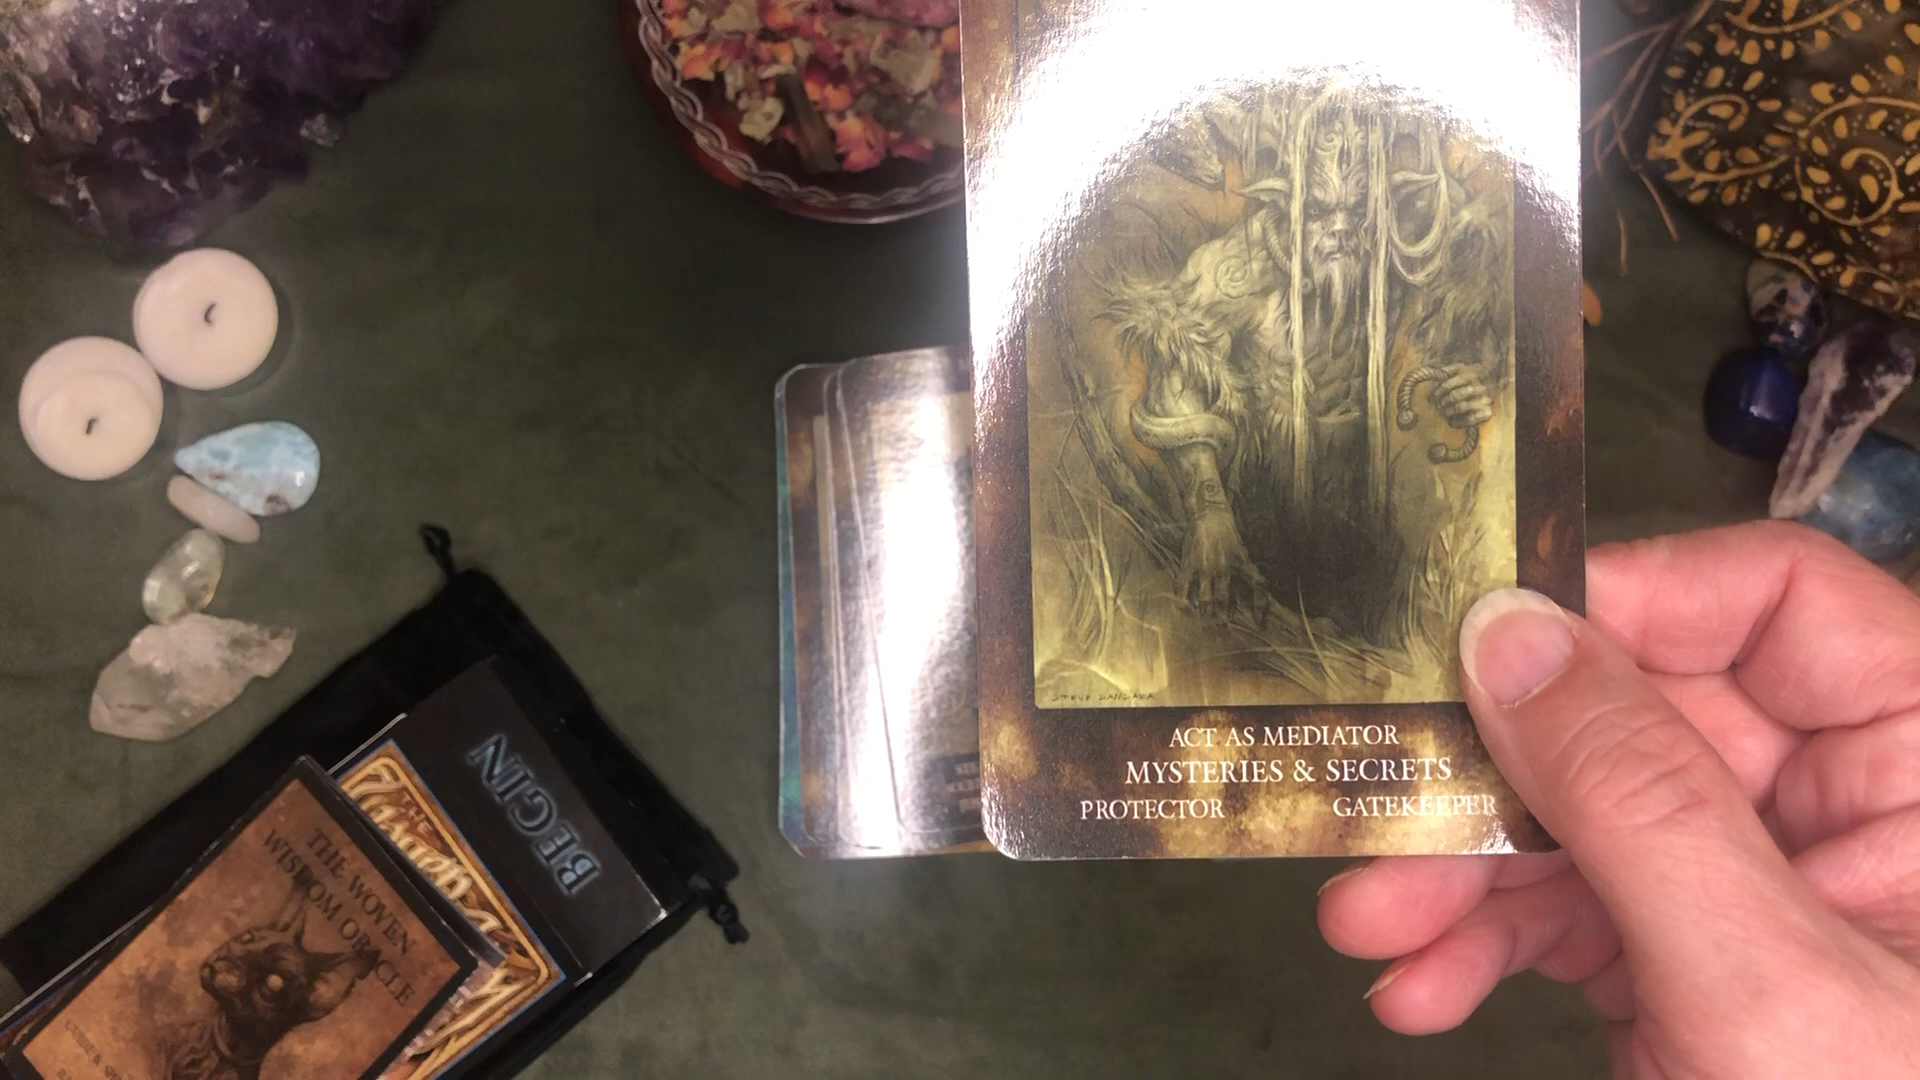 ACT AS MEDIATOR
MYSTERIES & SECRETS
PROTECTOR GATEKEEPER
BEGIN
THE WOVEN
WISDOM ORACLE